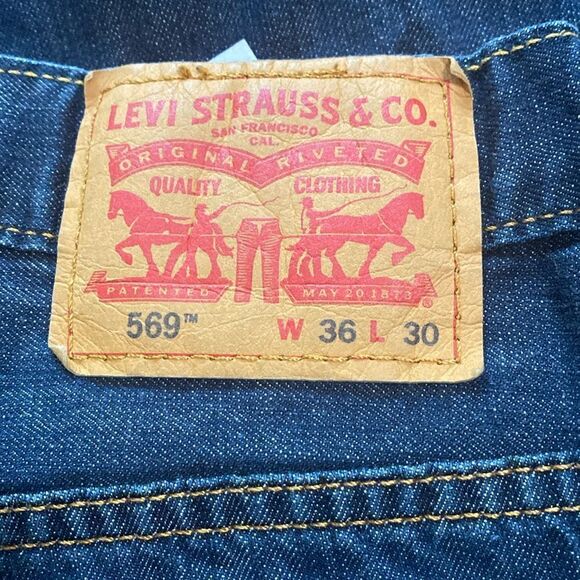 LEVI STRAUSS & CO.
SAN FRANCISCO
CAL.
ORIGINAL RIVETED
QUALITY CLOTHING
PATENTED MAY 20 1873 ®
569™ W 36 L 30